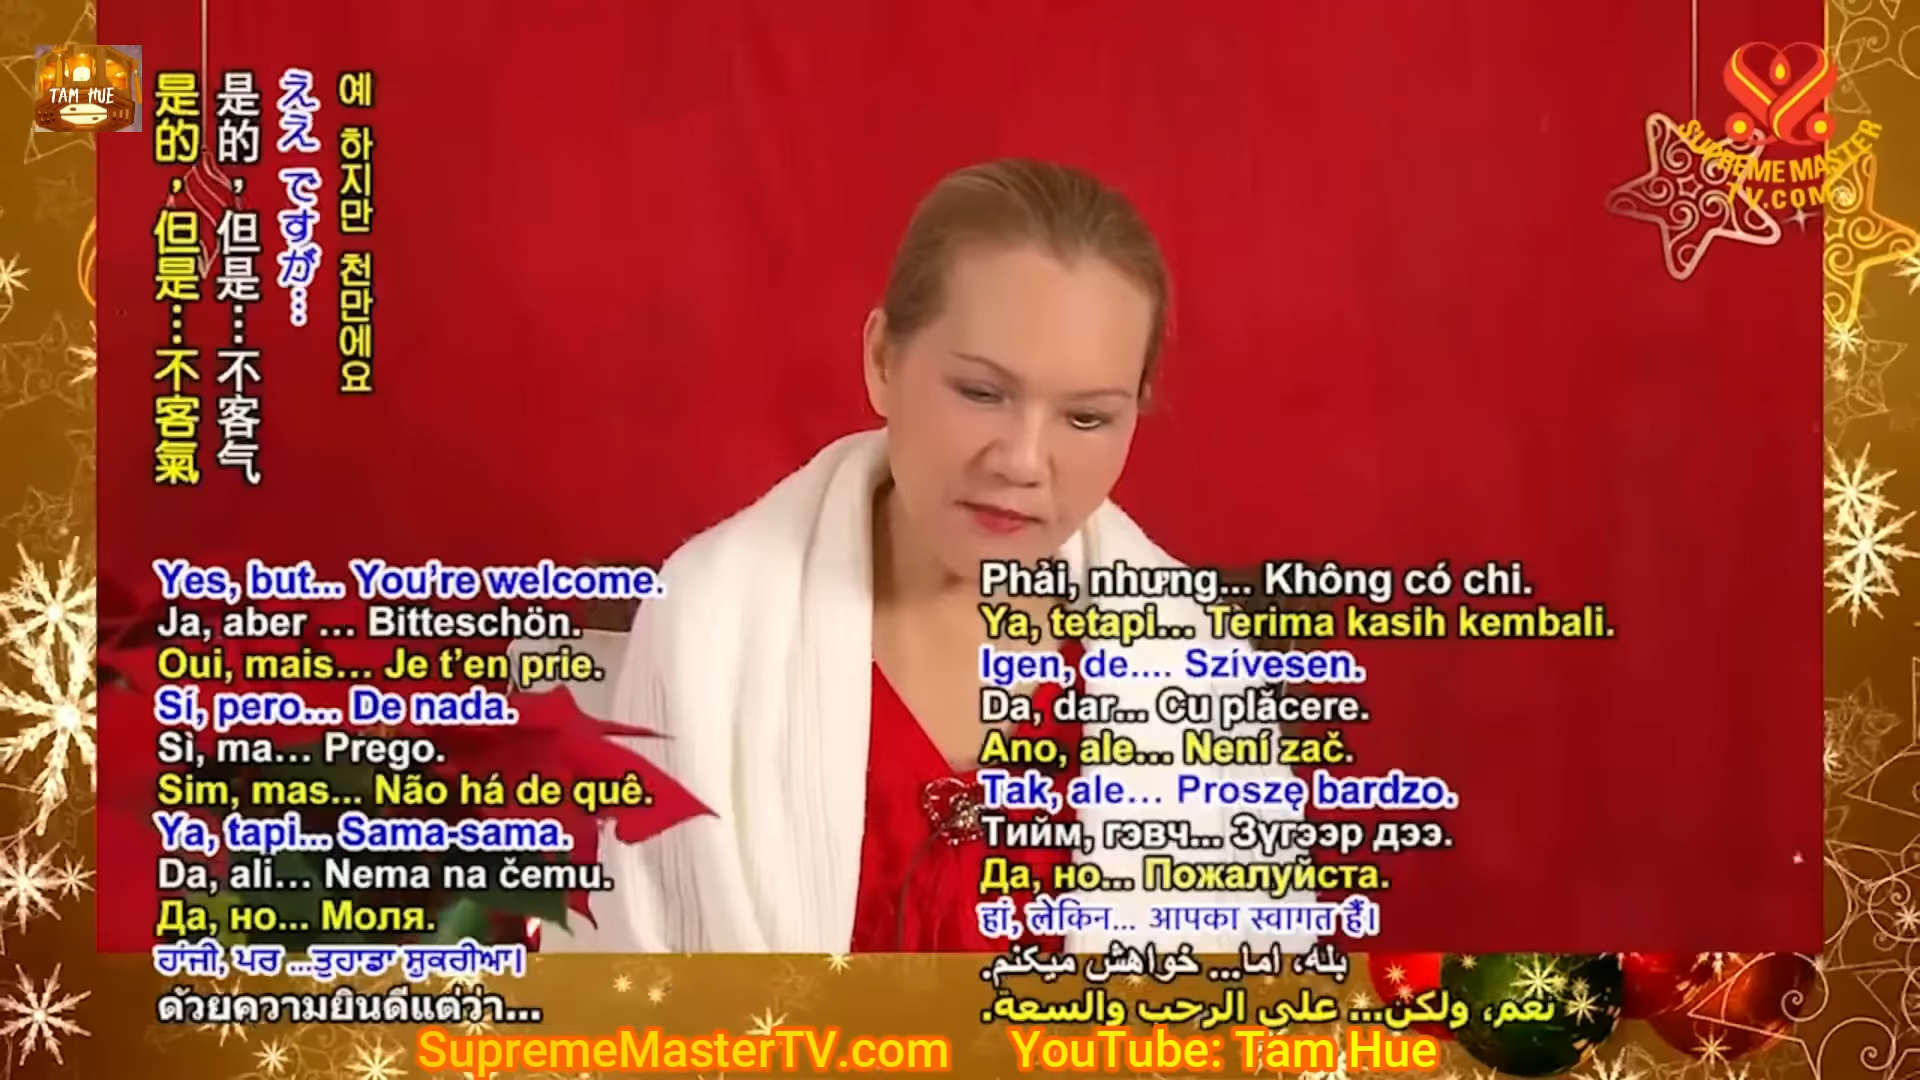 TAM HUE
SUPREME MASTER
TV.COM
예 하지만 천만에요
ええ ですが…
是的，但是…不客气
是的，但是…不客氣
Yes, but... You're welcome.
Ja, aber … Bitteschön.
Oui, mais… Je t'en prie.
Sí, pero… De nada.
Sì, ma… Prego.
Sim, mas... Não há de quê.
Ya, tapi... Sama-sama.
Da, ali… Nema na čemu.
Да, но... Моля.
ਹਾਂਜੀ, ਪਰ ...ਤੁਹਾਡਾ ਸ਼ੁਕਰੀਆ।
ด้วยความยินดีแต่ว่า...
Phải, nhưng... Không có chi.
Ya, tetapi... Terima kasih kembali.
Igen, de.... Szívesen.
Da, dar... Cu plăcere.
Ano, ale... Není zač.
Tak, ale… Proszę bardzo.
Тийм, гэвч... Зүгээр дээ.
Да, но... Пожалуйста.
हां, लेकिन... आपका स्वागत हैं।
بله، اما... خواهش میکنم.
نعم، ولكن... على الرحب والسعة.
SupremeMasterTV.com YouTube: Tám Hue